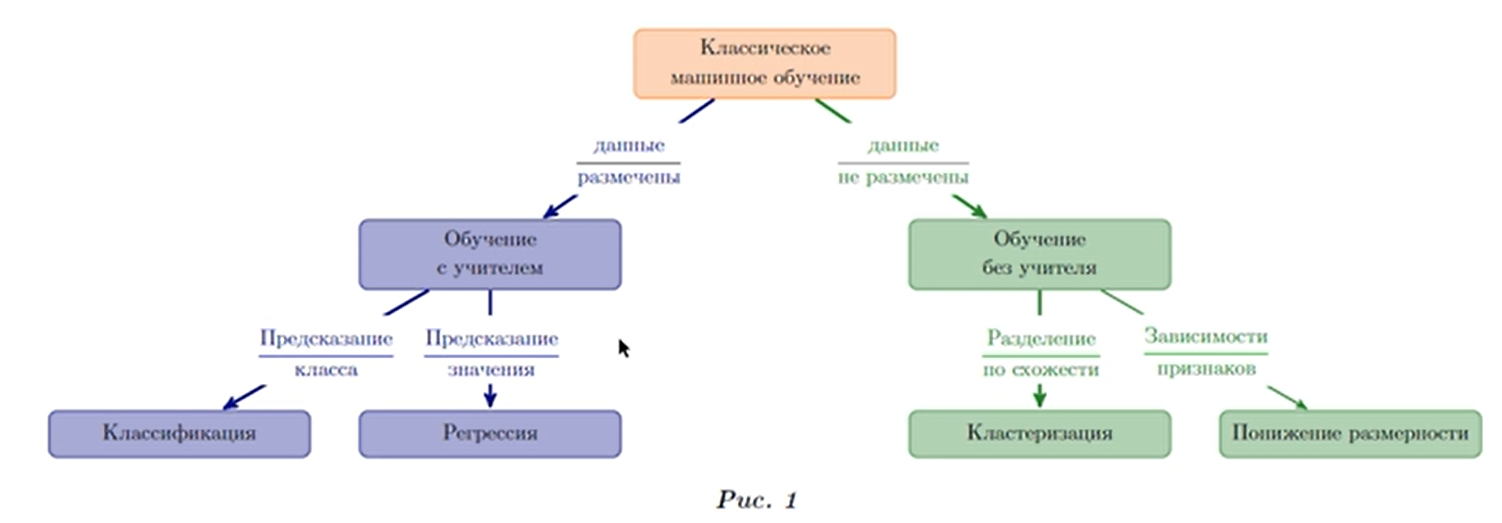 Классическое
машинное обучение
данные
размечены
данные
не размечены
Обучение
с учителем
Обучение
без учителя
Предсказание
класса
Предсказание
значения
Разделение
по схожести
Зависимости
признаков
Классификация
Регрессия
Кластеризация
Понижение размерности
Рис. 1